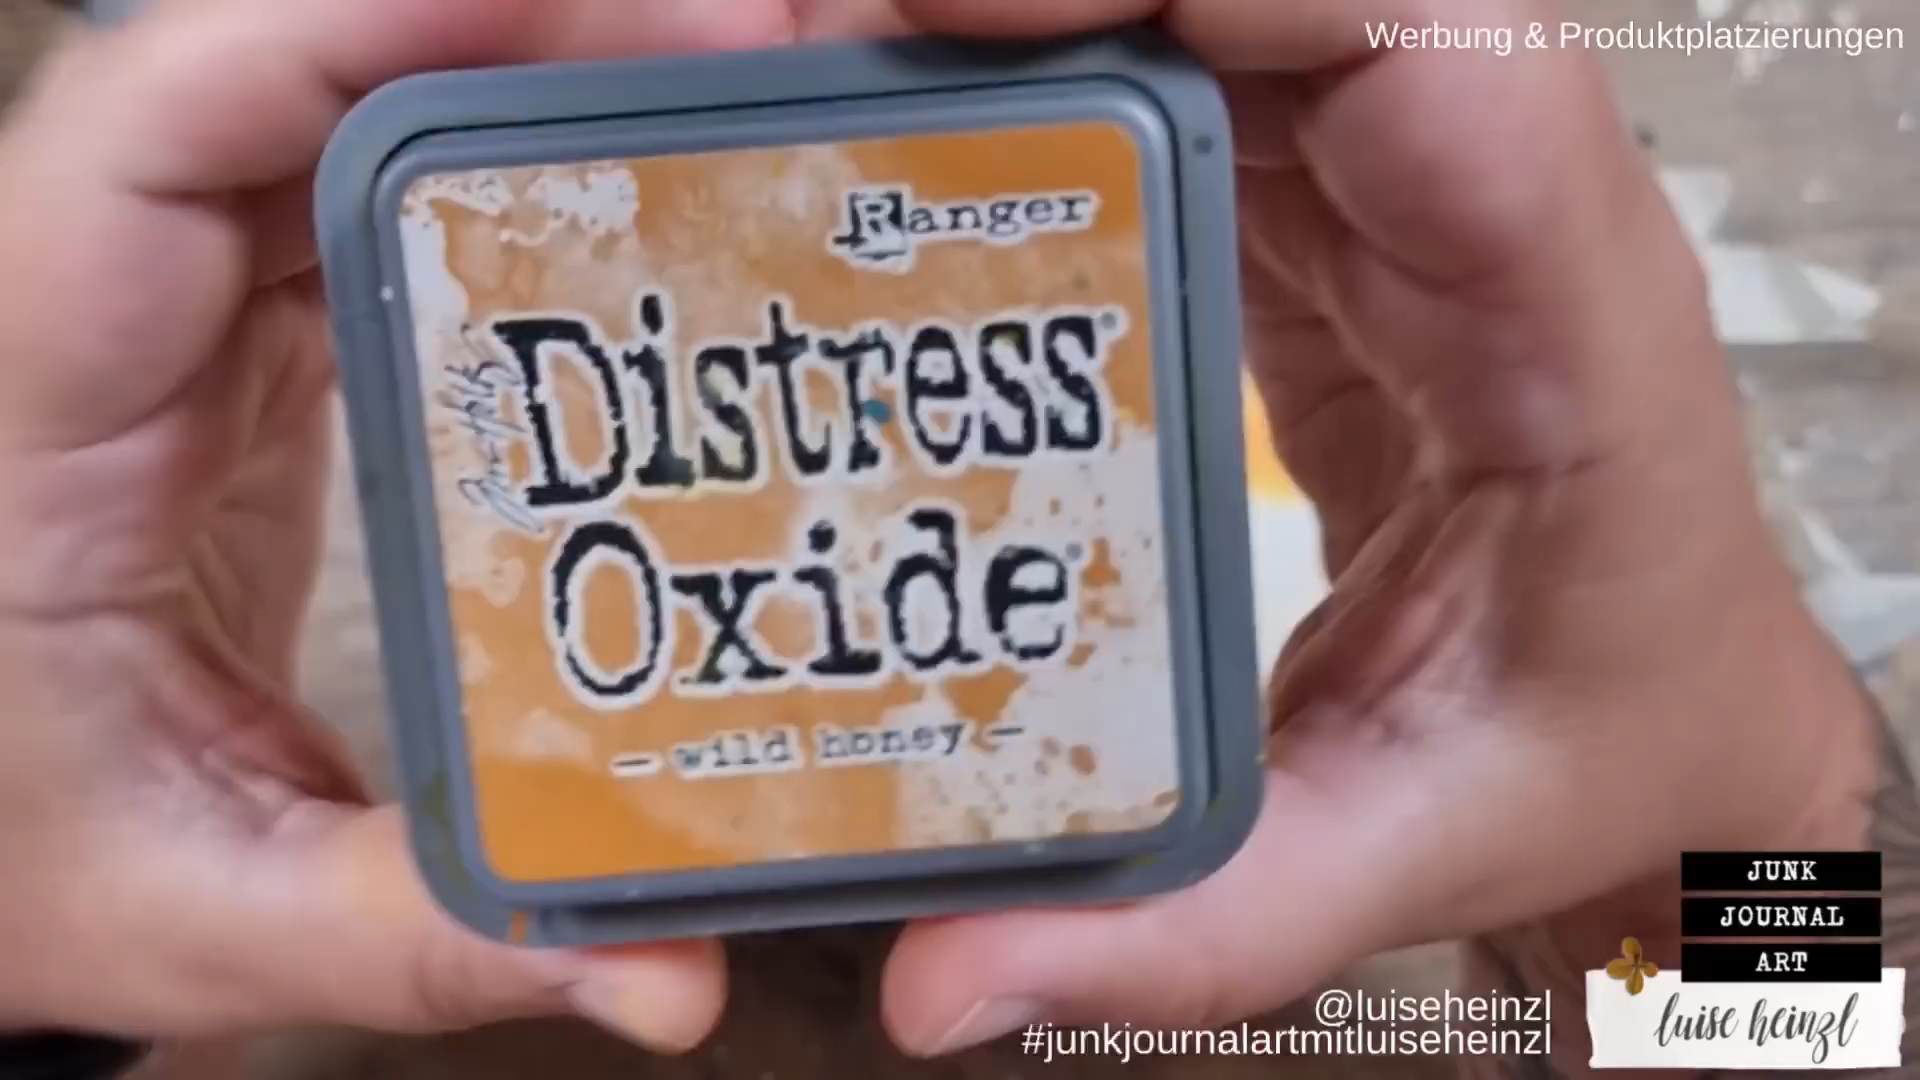 Werbung & Produktplatzierungen
Ranger
Distress®
Oxide®
— wild honey —
JUNK
JOURNAL
ART
luise heinzl
@luiseheinzl
#junkjournalartmitluiseheinzl